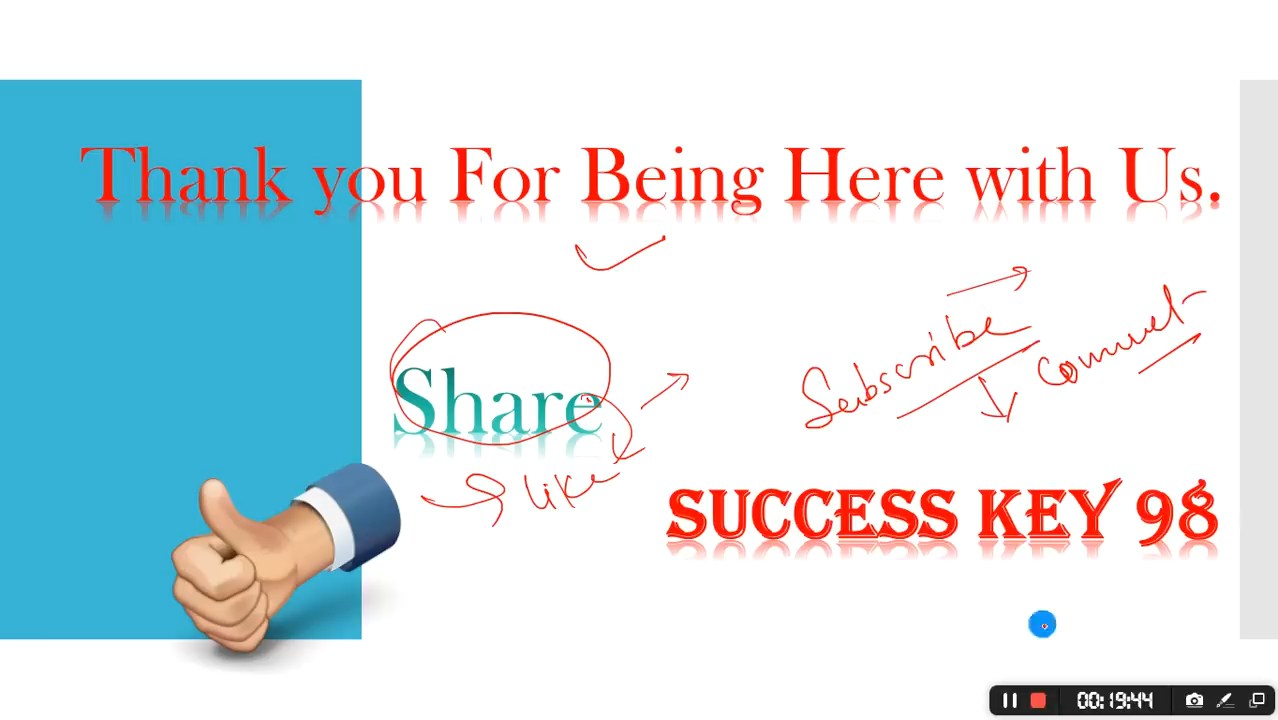 Thank you For Being Here with Us.
Subscribe
Comment
Share
like
SUCCESS KEY 98
00:19:44